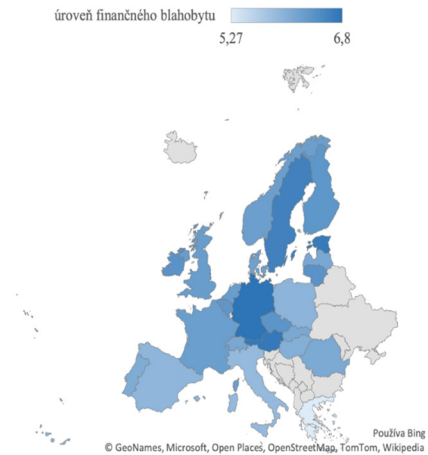 úroveň finančného blahobytu
5,27 6,8
Používa Bing
© GeoNames, Microsoft, Open Places, OpenStreetMap, TomTom, Wikipedia